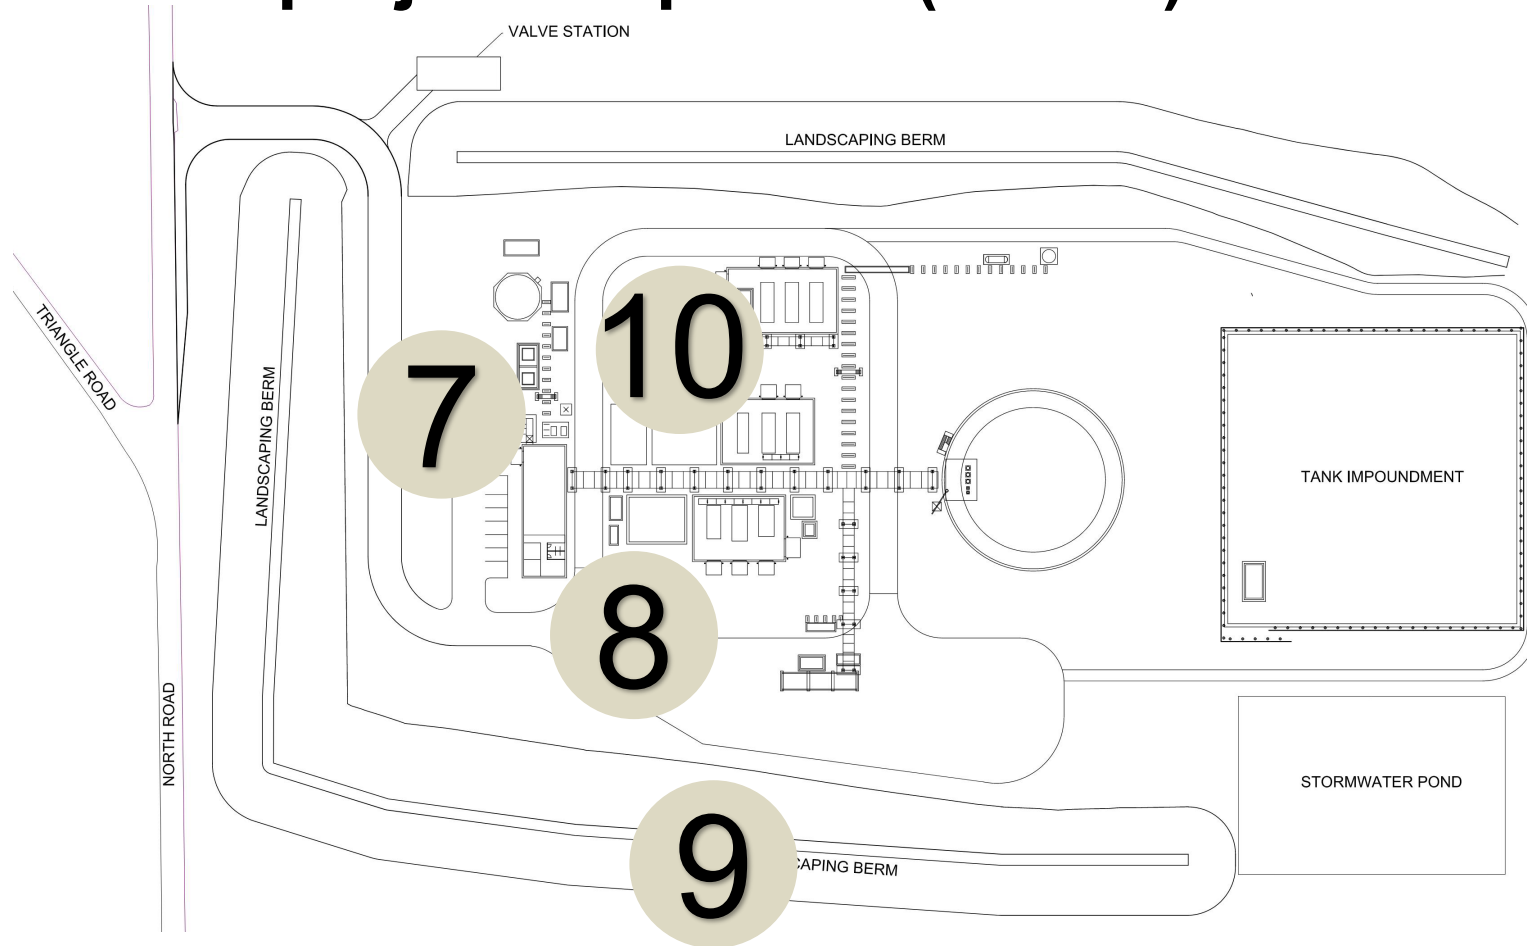 VALVE STATION
LANDSCAPING BERM
10
TRIANGLE ROAD
7
LANDSCAPING BERM
TANK IMPOUNDMENT
8
NORTH ROAD
STORMWATER POND
9
CAPING BERM